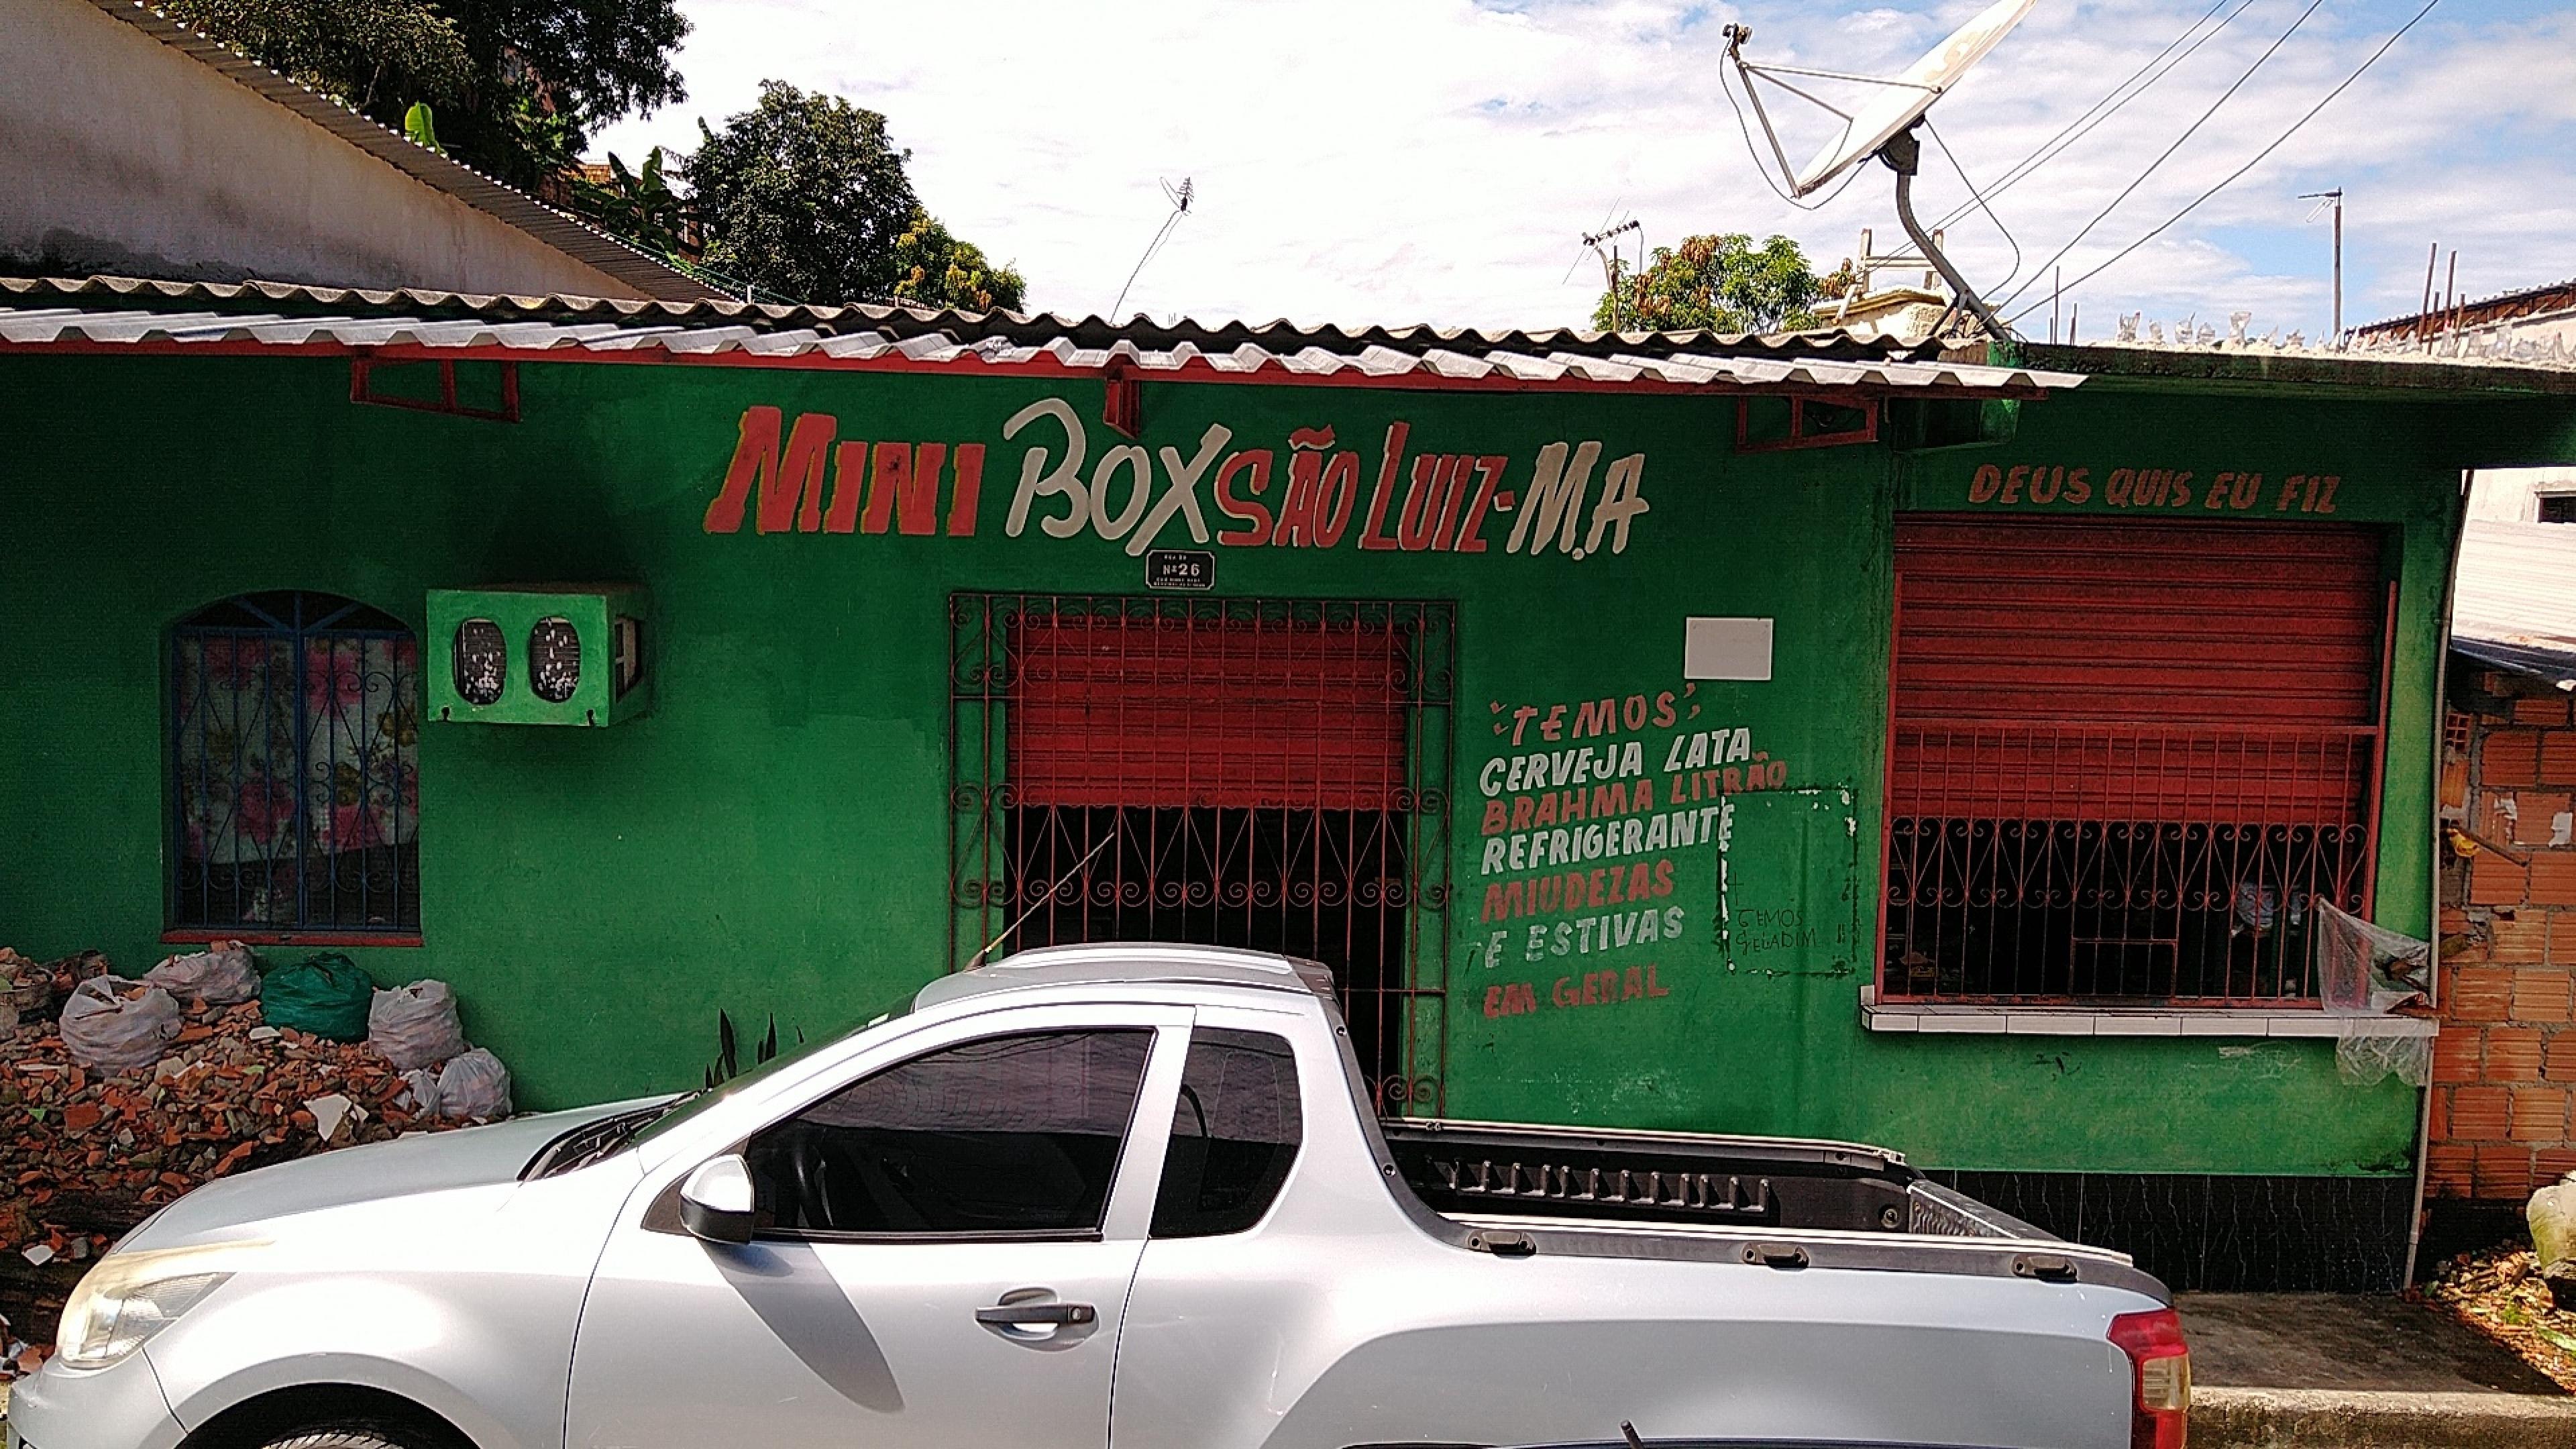 MINI BOX SÃO LUIZ-M.A
DEUS QUIS EU FIZ
Nº26
"TEMOS"
CERVEJA LATA
BRAHMA LITRÃO
REFRIGERANTE
MIUDEZAS
E ESTIVAS
EM GERAL
TEMOS
GELADIM